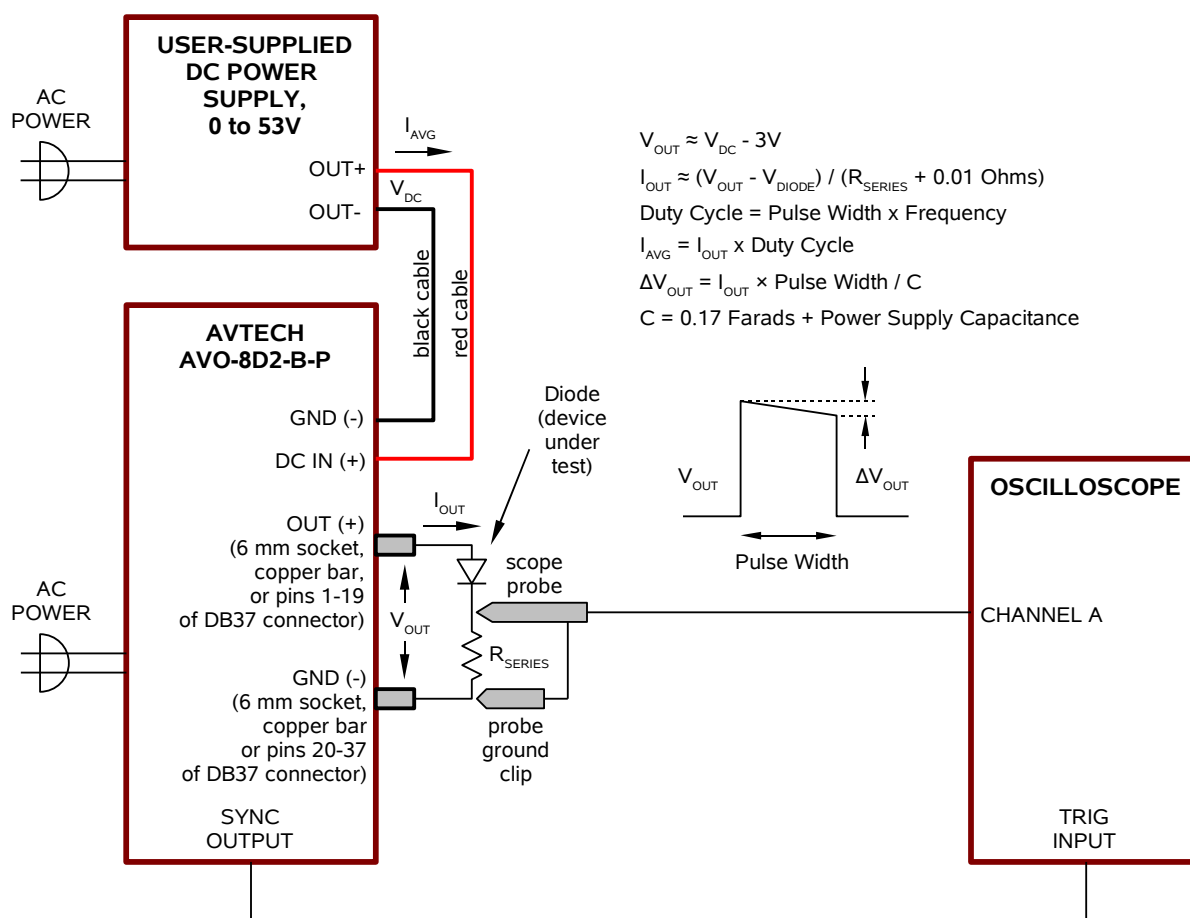 USER-SUPPLIED
DC POWER
SUPPLY,
0 to 53V
AC
POWER
I_AVG
OUT+
V_DC
OUT-
black cable
red cable
V_OUT ≈ V_DC - 3V
I_OUT ≈ (V_OUT - V_DIODE) / (R_SERIES + 0.01 Ohms)
Duty Cycle = Pulse Width x Frequency
I_AVG = I_OUT x Duty Cycle
ΔV_OUT = I_OUT × Pulse Width / C
C = 0.17 Farads + Power Supply Capacitance
AVTECH
AVO-8D2-B-P
GND (-)
DC IN (+)
Diode
(device
under
test)
V_OUT
ΔV_OUT
Pulse Width
OSCILLOSCOPE
I_OUT
OUT (+)
(6 mm socket,
copper bar,
or pins 1-19
of DB37 connector)
scope
probe
CHANNEL A
AC
POWER
V_OUT
R_SERIES
GND (-)
(6 mm socket,
copper bar
or pins 20-37
of DB37 connector)
probe
ground
clip
SYNC
OUTPUT
TRIG
INPUT